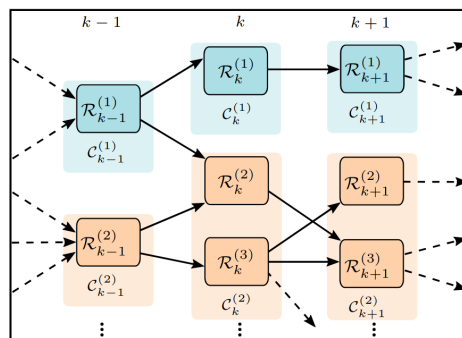 k − 1 k k + 1
ℛ_{k−1}^{(1)} ℛ_k^{(1)} ℛ_{k+1}^{(1)}
𝒞_{k−1}^{(1)} 𝒞_k^{(1)} 𝒞_{k+1}^{(1)}
ℛ_k^{(2)} ℛ_{k+1}^{(2)}
ℛ_{k−1}^{(2)} ℛ_k^{(3)} ℛ_{k+1}^{(3)}
𝒞_{k−1}^{(2)} 𝒞_k^{(2)} 𝒞_{k+1}^{(2)}
⋮ ⋮ ⋮